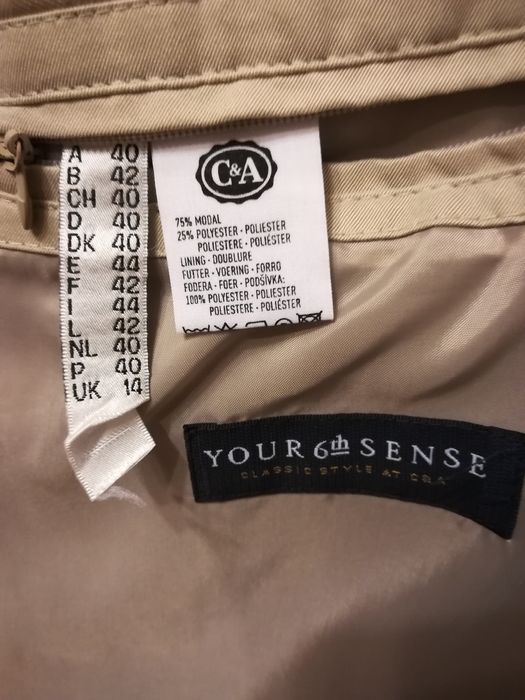 A 40
B 42
CH 40
D 40
DK 40
E 44
F 42
I 44
L 42
NL 40
P 40
UK 14
C&A
75% MODAL
25% POLYESTER · POLIESTER
POLIESTERE · POLIÉSTER
LINING · DOUBLURE
FUTTER · VOERING · FORRO
FODERA · FOER · PODŠÍVKA:
100% POLYESTER · POLIESTER
POLIESTERE · POLIÉSTER
YOUR 6th SENSE
CLASSIC STYLE AT C&A